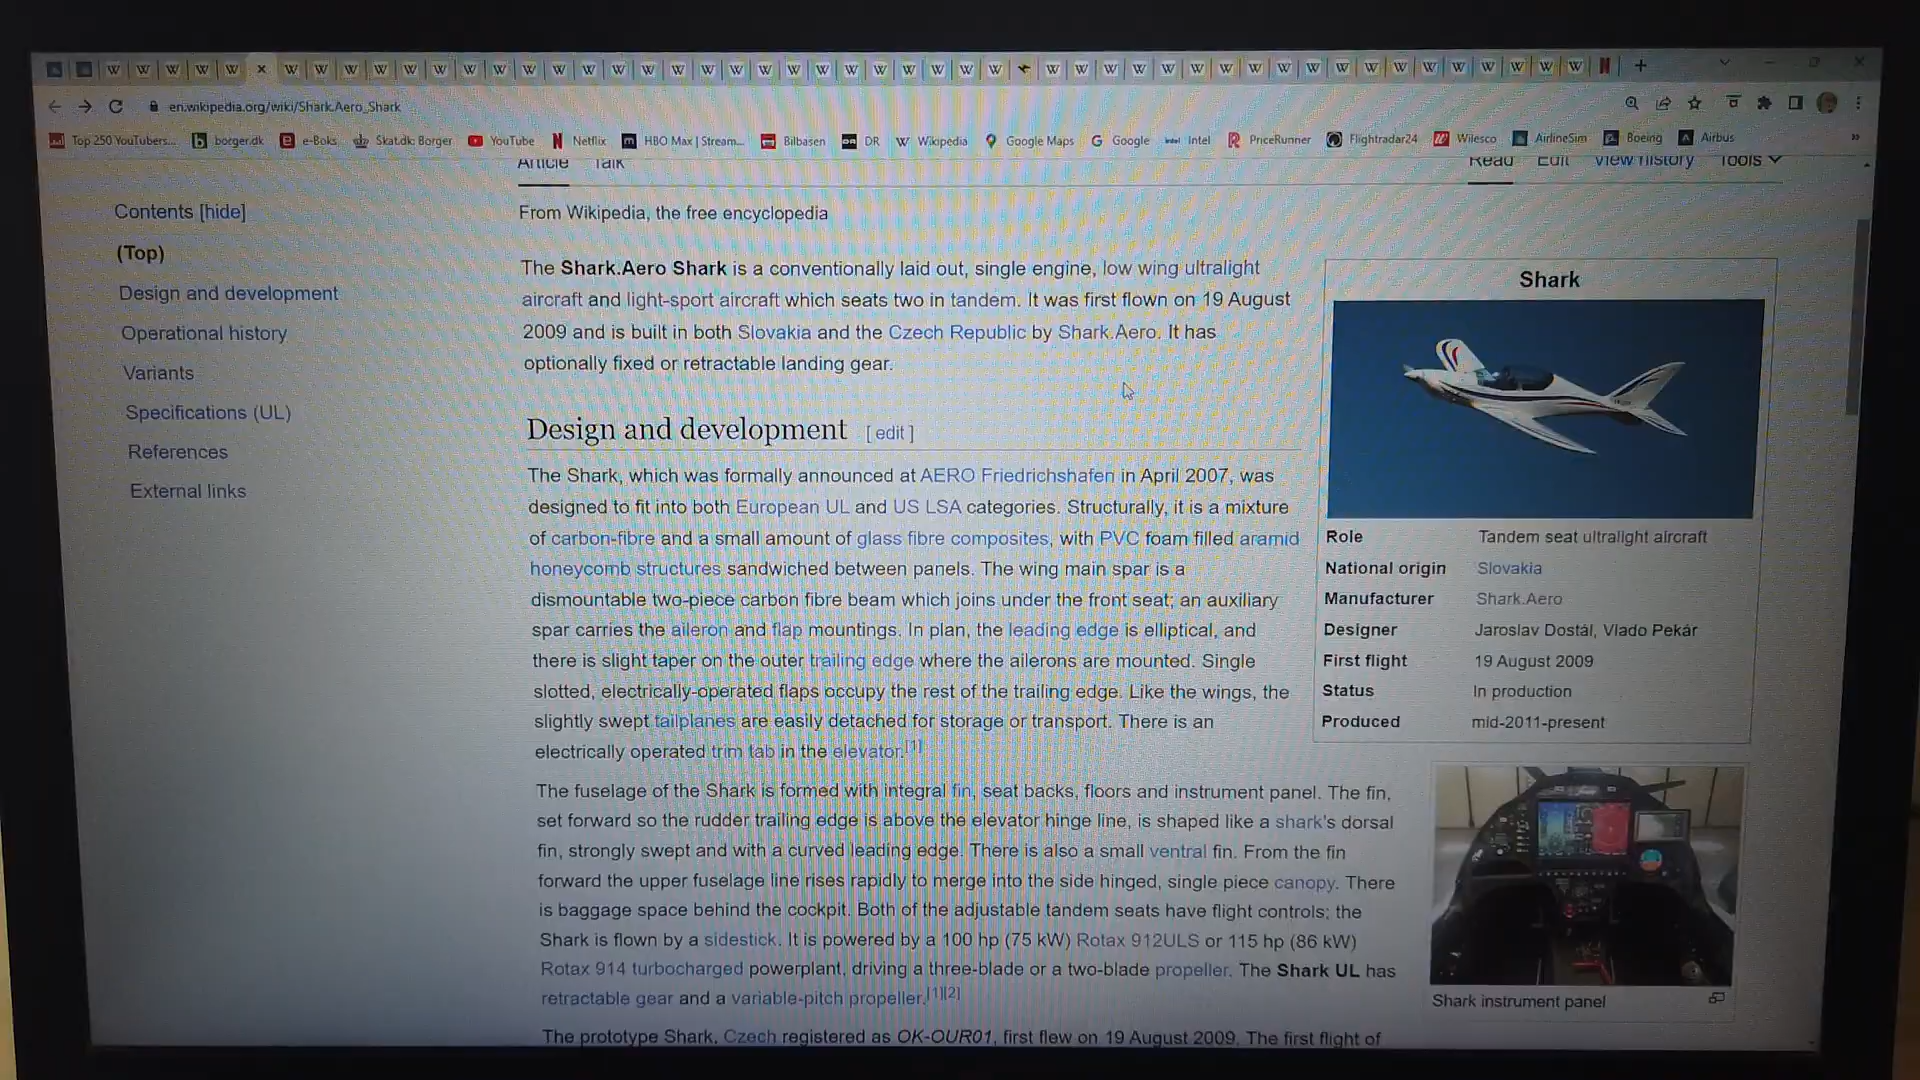 en.wikipedia.org/wiki/Shark.Aero_Shark
Top 250 YouTubers... borger.dk e-Boks Skat.dk: Borger YouTube Netflix HBO Max | Stream... Bilbasen DR Wikipedia Google Maps Google Intel PriceRunner Flightradar24 Wilesco AirlineSim Boeing Airbus »
Article Talk Read Edit View history Tools
Contents [hide]
(Top)
Design and development
Operational history
Variants
Specifications (UL)
References
External links
From Wikipedia, the free encyclopedia
The Shark.Aero Shark is a conventionally laid out, single engine, low wing ultralight
aircraft and light-sport aircraft which seats two in tandem. It was first flown on 19 August
2009 and is built in both Slovakia and the Czech Republic by Shark.Aero. It has
optionally fixed or retractable landing gear.
Design and development [ edit ]
The Shark, which was formally announced at AERO Friedrichshafen in April 2007, was
designed to fit into both European UL and US LSA categories. Structurally, it is a mixture
of carbon-fibre and a small amount of glass fibre composites, with PVC foam filled aramid
honeycomb structures sandwiched between panels. The wing main spar is a
dismountable two-piece carbon fibre beam which joins under the front seat; an auxiliary
spar carries the aileron and flap mountings. In plan, the leading edge is elliptical, and
there is slight taper on the outer trailing edge where the ailerons are mounted. Single
slotted, electrically-operated flaps occupy the rest of the trailing edge. Like the wings, the
slightly swept tailplanes are easily detached for storage or transport. There is an
electrically operated trim tab in the elevator.[1]
The fuselage of the Shark is formed with integral fin, seat backs, floors and instrument panel. The fin,
set forward so the rudder trailing edge is above the elevator hinge line, is shaped like a shark's dorsal
fin, strongly swept and with a curved leading edge. There is also a small ventral fin. From the fin
forward the upper fuselage line rises rapidly to merge into the side hinged, single piece canopy. There
is baggage space behind the cockpit. Both of the adjustable tandem seats have flight controls; the
Shark is flown by a sidestick. It is powered by a 100 hp (75 kW) Rotax 912ULS or 115 hp (86 kW)
Rotax 914 turbocharged powerplant, driving a three-blade or a two-blade propeller. The Shark UL has
retractable gear and a variable-pitch propeller.[1][2]
The prototype Shark, Czech registered as OK-OUR01, first flew on 19 August 2009. The first flight of
Shark
Role Tandem seat ultralight aircraft
National origin Slovakia
Manufacturer Shark.Aero
Designer Jaroslav Dostál, Vlado Pekár
First flight 19 August 2009
Status In production
Produced mid-2011-present
Shark instrument panel